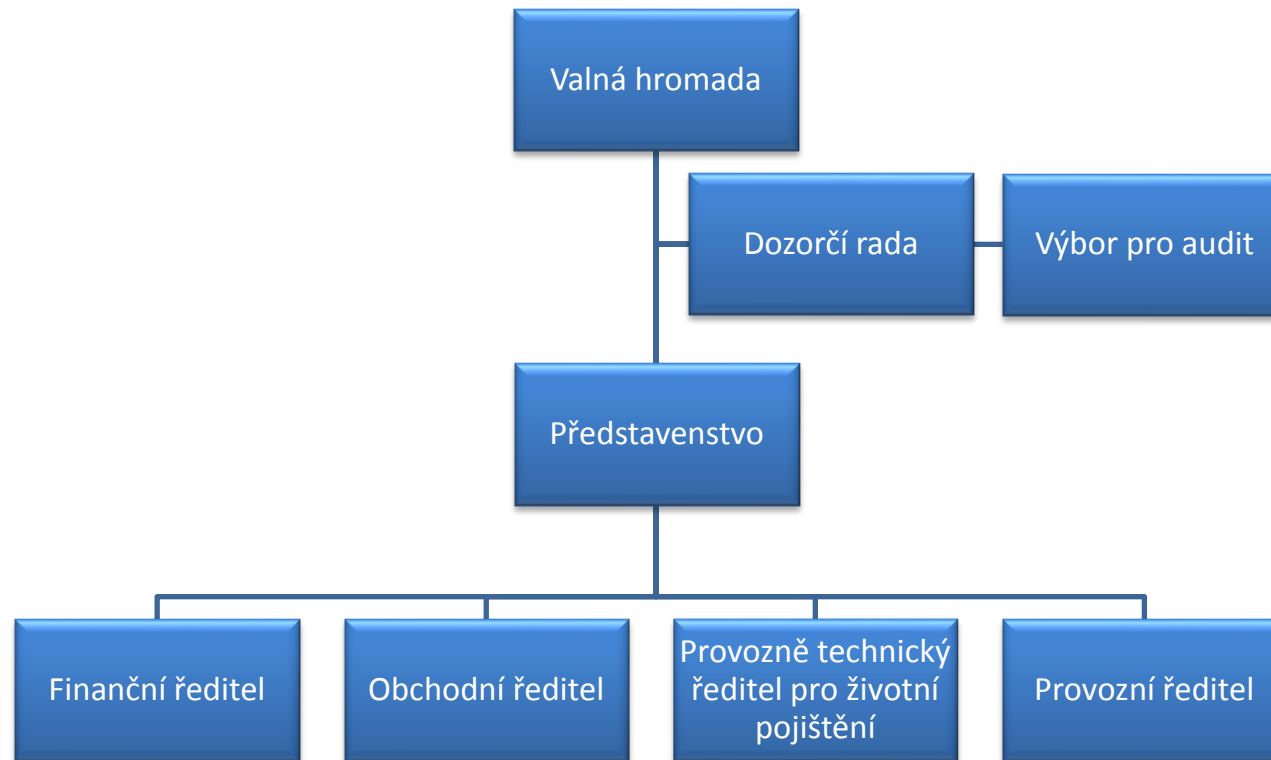 Valná hromada
Dozorčí rada
Výbor pro audit
Představenstvo
Finanční ředitel
Obchodní ředitel
Provozně technický
ředitel pro životní
pojištění
Provozní ředitel